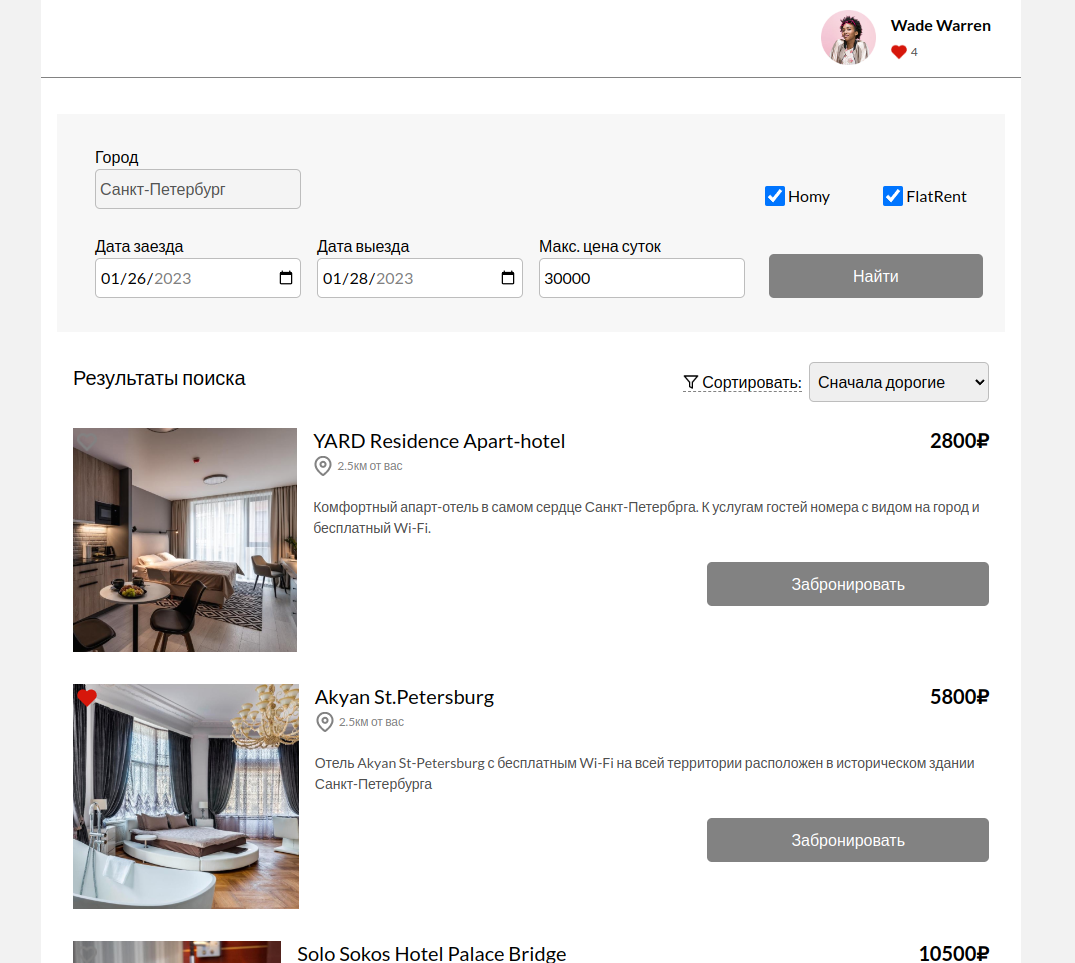 Wade Warren
4
Город
Санкт-Петербург
Homy
FlatRent
Дата заезда
Дата выезда
Макс. цена суток
01/26/2023
01/28/2023
30000
Найти
Результаты поиска
Сортировать:
Сначала дорогие
YARD Residence Apart-hotel
2800₽
2.5км от вас
Комфортный апарт-отель в самом сердце Санкт-Петербрга. К услугам гостей номера с видом на город и
бесплатный Wi-Fi.
Забронировать
Akyan St.Petersburg
5800₽
2.5км от вас
Отель Akyan St-Petersburg с бесплатным Wi-Fi на всей территории расположен в историческом здании
Санкт-Петербурга
Забронировать
Solo Sokos Hotel Palace Bridge
10500₽